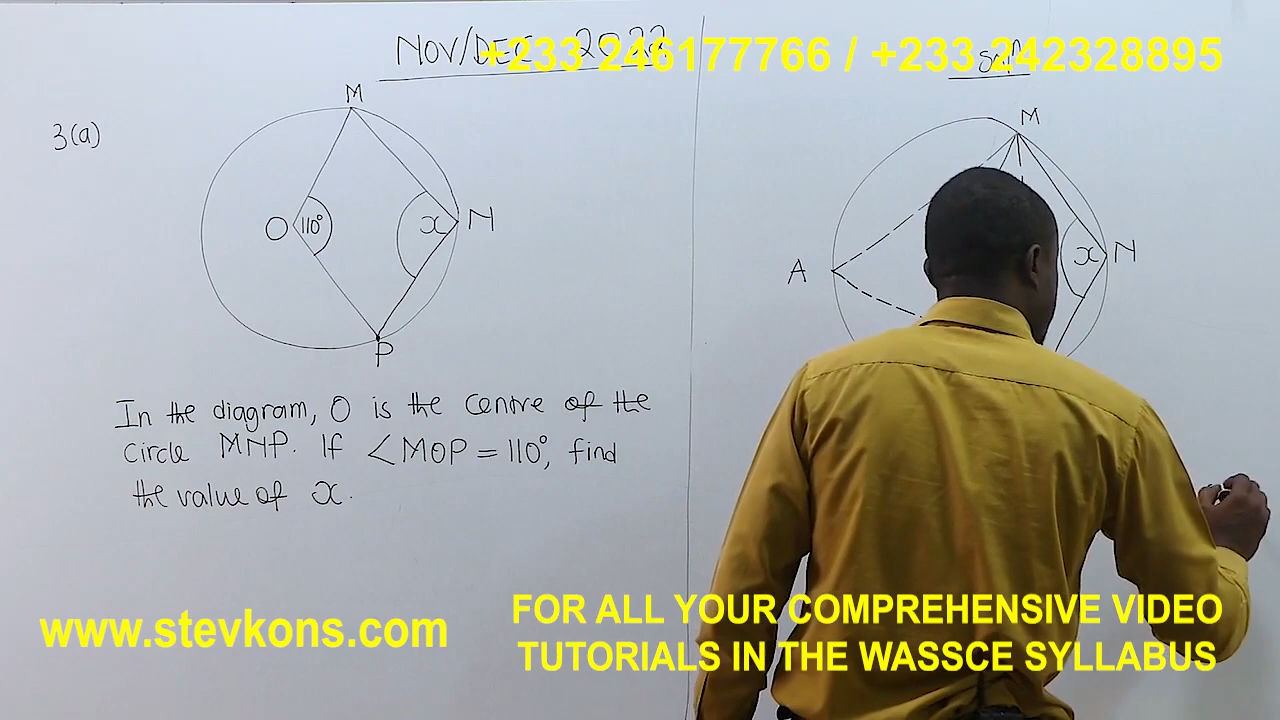 NOV/DEC 2022
+233 246177766 / +233 242328895
Soln
3(a)
M
O 110° x N
P
In the diagram, O is the centre of the
circle MNP. If ∠MOP = 110°, find
the value of x.
M
A x N
www.stevkons.com
FOR ALL YOUR COMPREHENSIVE VIDEO
TUTORIALS IN THE WASSCE SYLLABUS